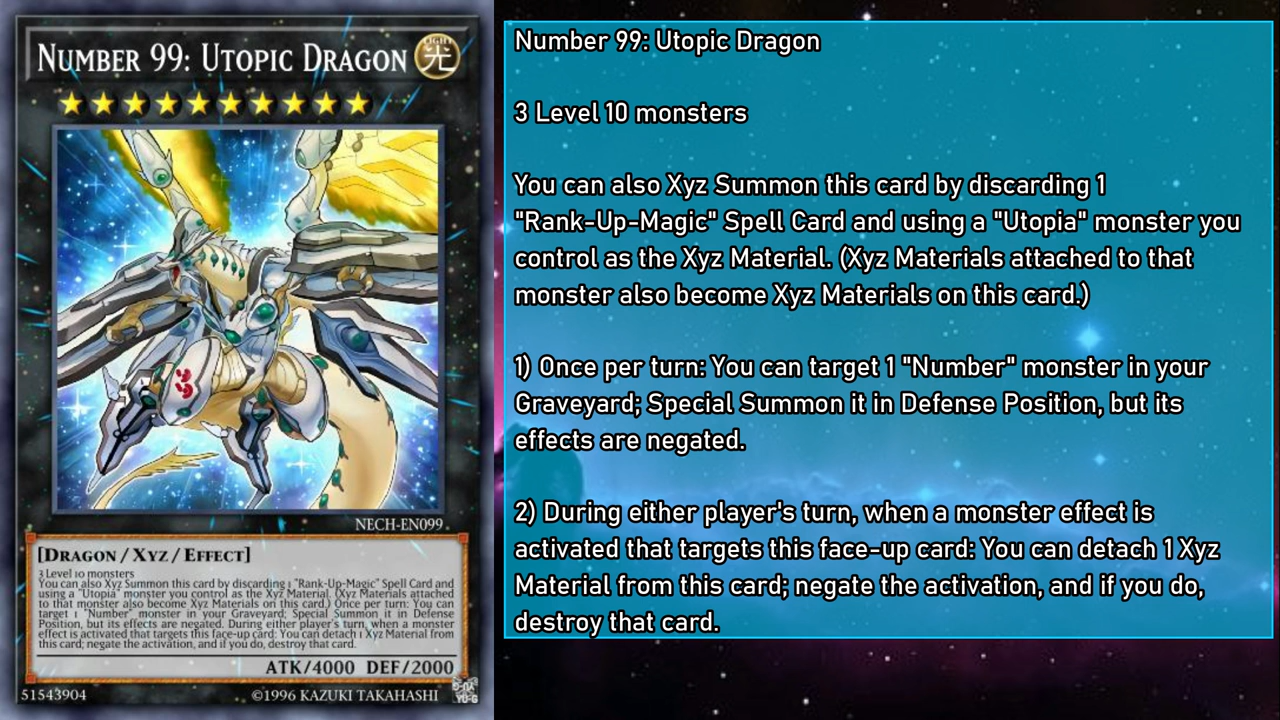 NUMBER 99: UTOPIC DRAGON
LIGHT
光
NECH-EN099
[DRAGON / XYZ / EFFECT]
3 Level 10 monsters
You can also Xyz Summon this card by discarding 1 "Rank-Up-Magic" Spell Card and
using a "Utopia" monster you control as the Xyz Material. (Xyz Materials attached
to that monster also become Xyz Materials on this card.) Once per turn: You can
target 1 "Number" monster in your Graveyard; Special Summon it in Defense
Position, but its effects are negated. During either player's turn, when a monster
effect is activated that targets this face-up card: You can detach 1 Xyz Material from
this card; negate the activation, and if you do, destroy that card.
ATK/4000 DEF/2000
51543904
©1996 KAZUKI TAKAHASHI
Number 99: Utopic Dragon
3 Level 10 monsters
You can also Xyz Summon this card by discarding 1
"Rank-Up-Magic" Spell Card and using a "Utopia" monster you
control as the Xyz Material. (Xyz Materials attached to that
monster also become Xyz Materials on this card.)
1) Once per turn: You can target 1 "Number" monster in your
Graveyard; Special Summon it in Defense Position, but its
effects are negated.
2) During either player's turn, when a monster effect is
activated that targets this face-up card: You can detach 1 Xyz
Material from this card; negate the activation, and if you do,
destroy that card.